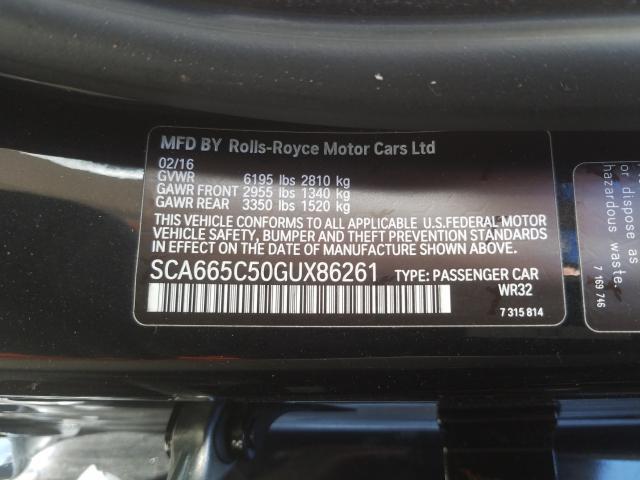 MFD BY Rolls-Royce Motor Cars Ltd
02/16
GVWR 6195 lbs 2810 kg
GAWR FRONT 2955 lbs 1340 kg
GAWR REAR 3350 lbs 1520 kg
THIS VEHICLE CONFORMS TO ALL APPLICABLE U.S.FEDERAL MOTOR
VEHICLE SAFETY, BUMPER AND THEFT PREVENTION STANDARDS
IN EFFECT ON THE DATE OF MANUFACTURE SHOWN ABOVE.
SCA665C50GUX86261 TYPE: PASSENGER CAR
WR32
7 315 814
or dispose as
hazardous waste.
7 169 746